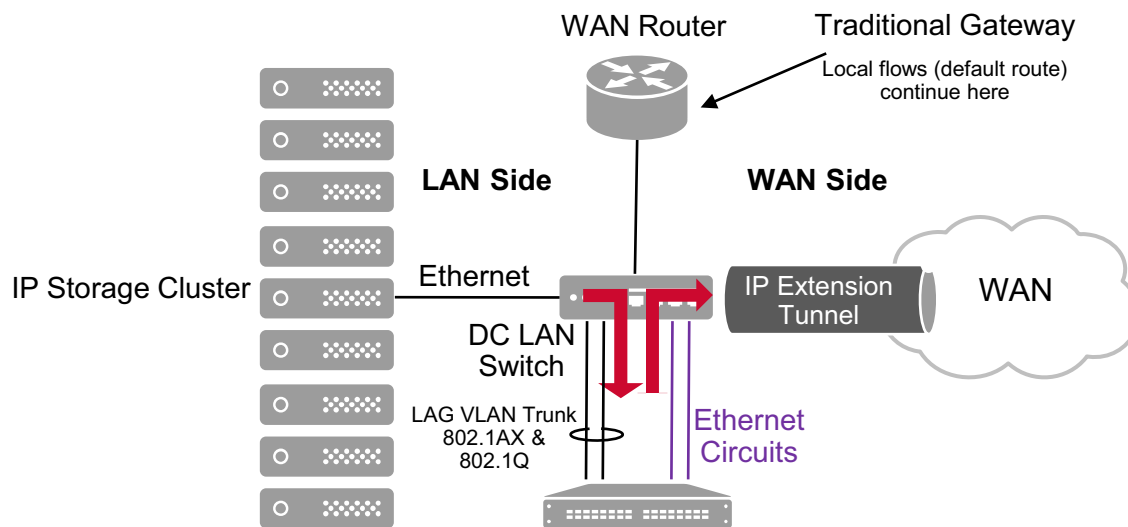 WAN Router
Traditional Gateway
Local flows (default route)
continue here
LAN Side
WAN Side
IP Storage Cluster
Ethernet
IP Extension
Tunnel
WAN
DC LAN
Switch
LAG VLAN Trunk
802.1AX &
802.1Q
Ethernet
Circuits